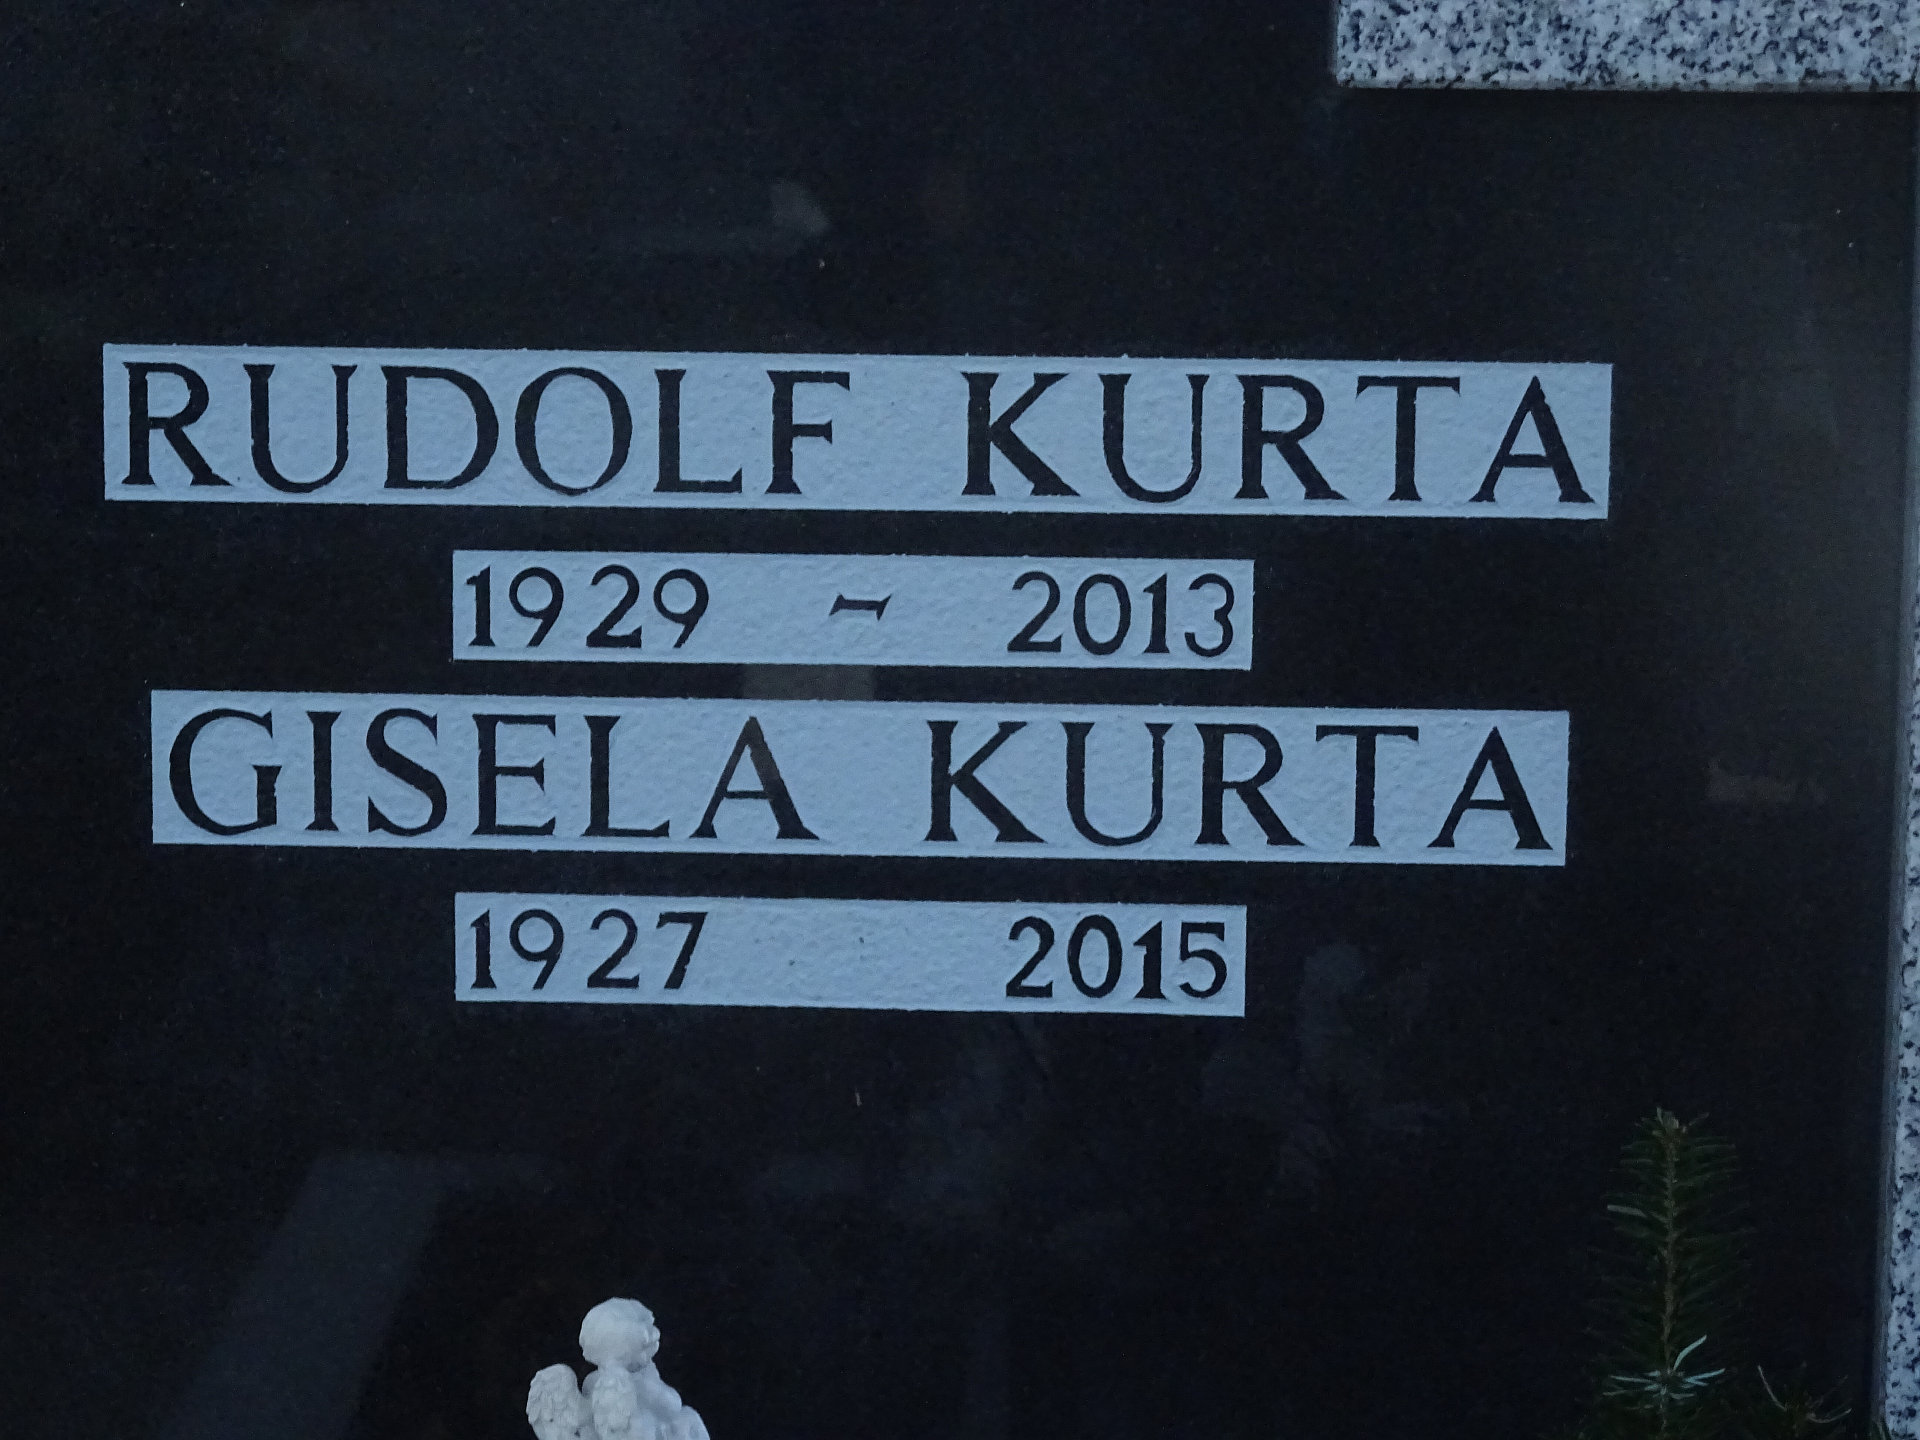 RUDOLF KURTA
1929 - 2013
GISELA KURTA
1927 2015